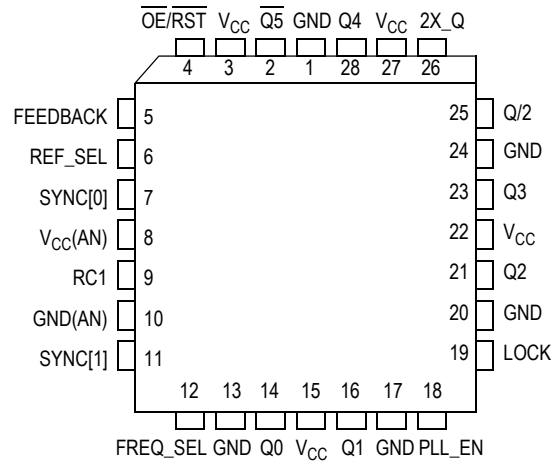 O̅E̅/R̅S̅T̅ VCC Q̅5̅ GND Q4 VCC 2X_Q
4 3 2 1 28 27 26
FEEDBACK 5 25 Q/2
REF_SEL 6 24 GND
SYNC[0] 7 23 Q3
VCC(AN) 8 22 VCC
RC1 9 21 Q2
GND(AN) 10 20 GND
SYNC[1] 11 19 LOCK
12 13 14 15 16 17 18
FREQ_SEL GND Q0 VCC Q1 GND PLL_EN